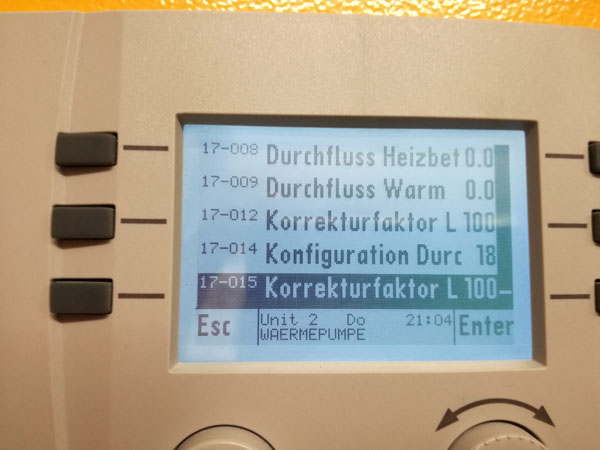 17-008 Durchfluss Heizbet 0.0
17-009 Durchfluss Warm 0.0
17-012 Korrekturfaktor L 100
17-014 Konfiguration Durc 18
17-015 Korrekturfaktor L 100
Esc Unit 2 Do 21:04 Enter
WAERMEPUMPE